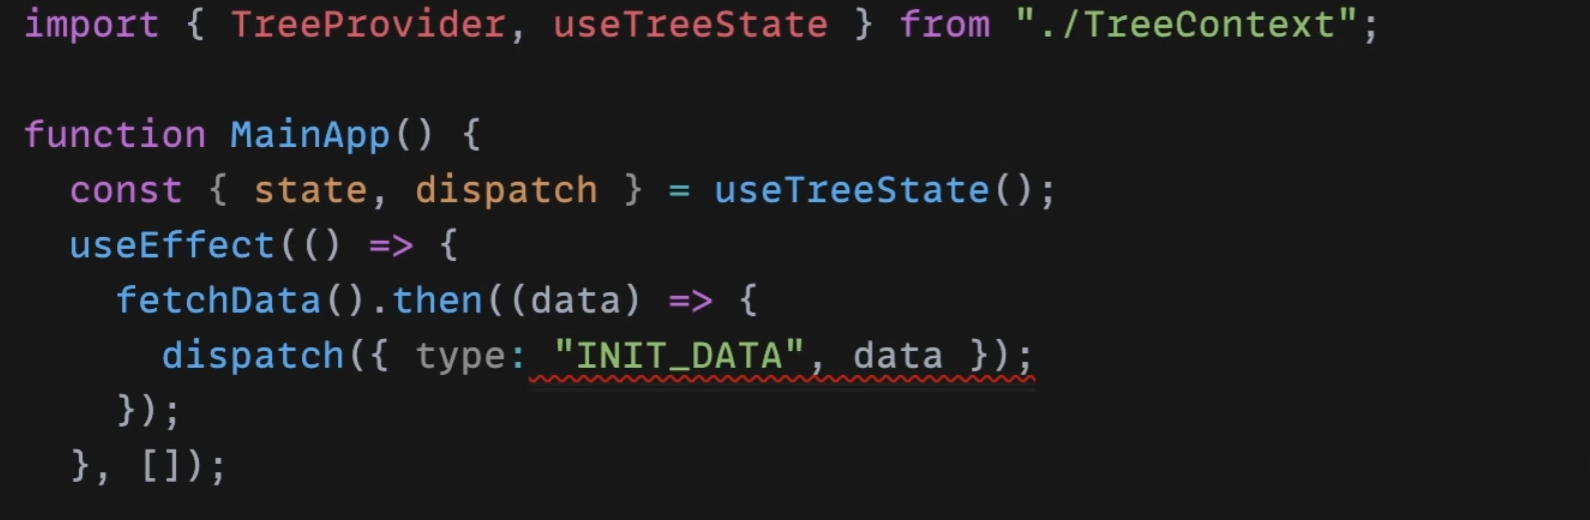 import { TreeProvider, useTreeState } from "./TreeContext";
function MainApp() {
const { state, dispatch } = useTreeState();
useEffect(() => {
fetchData().then((data) => {
dispatch({ type: "INIT_DATA", data });
});
}, []);